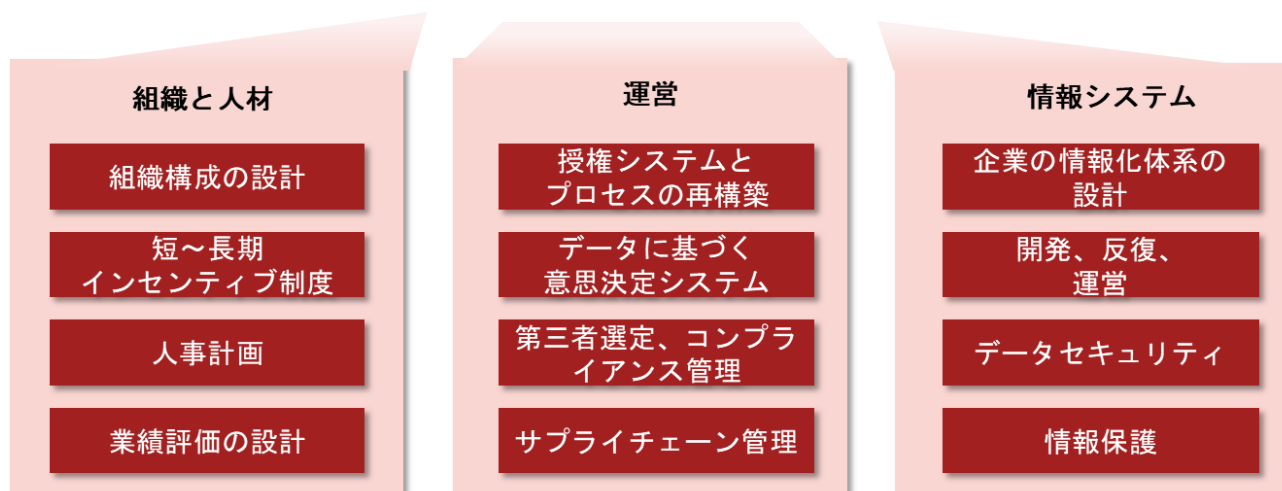 組織と人材
組織構成の設計
短～長期
インセンティブ制度
人事計画
業績評価の設計
運営
授権システムと
プロセスの再構築
データに基づく
意思決定システム
第三者選定、コンプラ
イアンス管理
サプライチェーン管理
情報システム
企業の情報化体系の
設計
開発、反復、
運営
データセキュリティ
情報保護